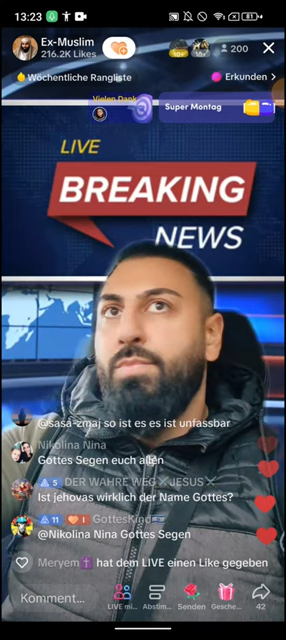 13:23
81
Ex-Muslim
216.2K Likes
200
Wöchentliche Rangliste
Erkunden >
Vielen Dank
Super Montag
LIVE
BREAKING
NEWS
@sasa-zmaj so ist es es ist unfassbar
Nikolina Nina
Gottes Segen euch allen
5 DER WAHRE WEG⚔JESUS⚔
Ist jehovas wirklich der Name Gottes?
11 1 GottesKind🇮🇱
@Nikolina Nina Gottes Segen
Meryem✝️ hat dem LIVE einen Like gegeben
Komment...
LIVE mi...
Abstim...
Senden
Gesche...
42